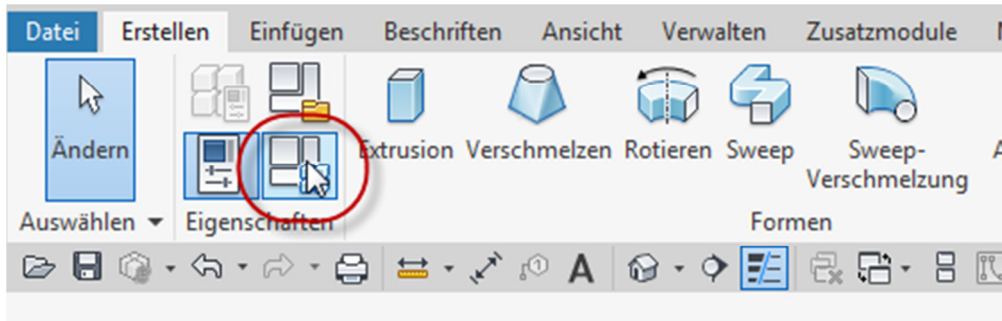 Datei Erstellen Einfügen Beschriften Ansicht Verwalten Zusatzmodule
Ändern Extrusion Verschmelzen Rotieren Sweep Sweep-
Verschmelzung
Auswählen Eigenschaften Formen
A